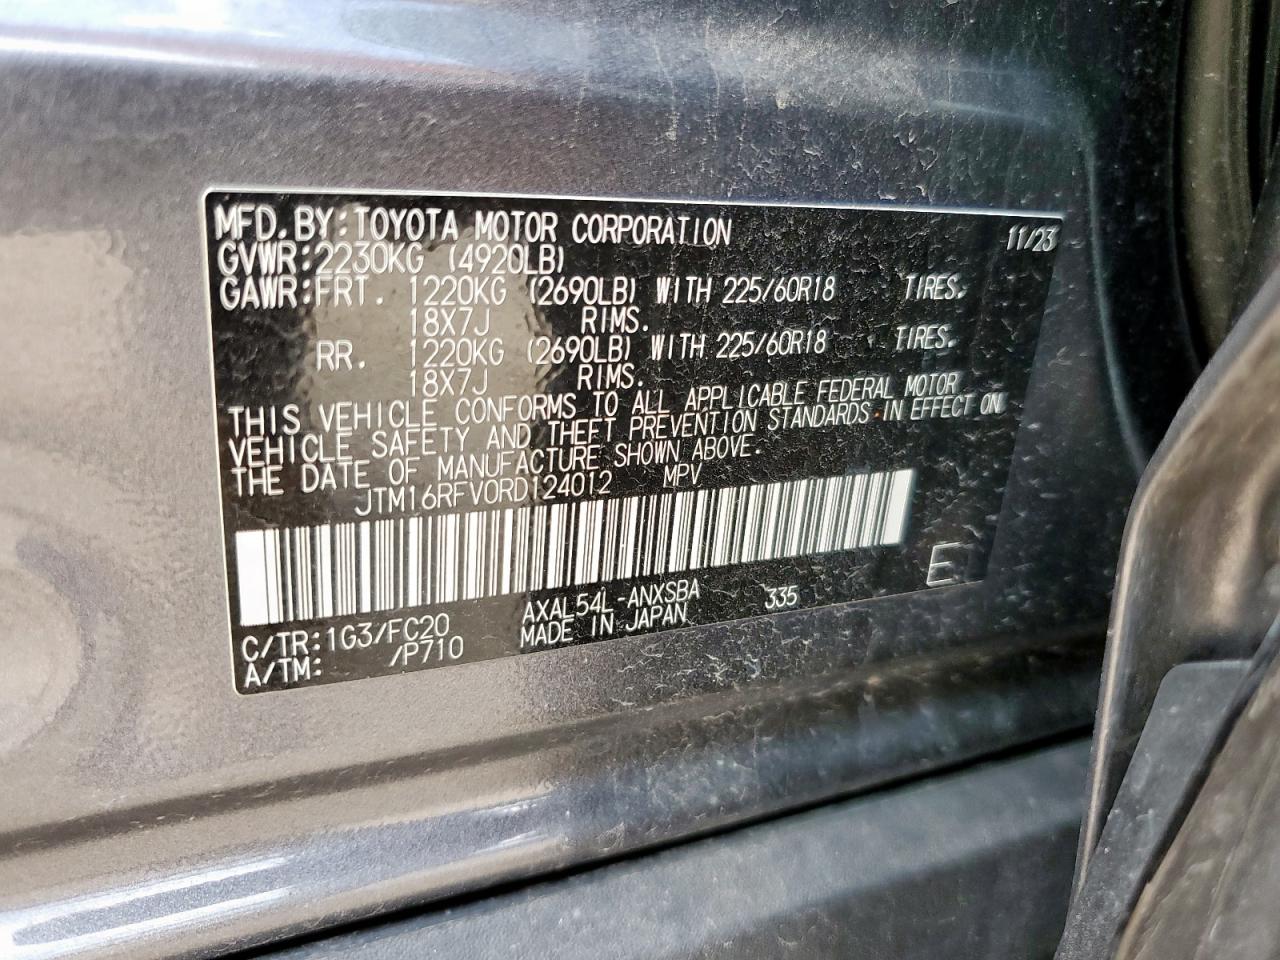 MFD.BY:TOYOTA MOTOR CORPORATION 11/23
GVWR:2230KG (4920LB)
GAWR:FRT. 1220KG (2690LB) WITH 225/60R18 TIRES.
18X7J RIMS.
RR. 1220KG (2690LB) WITH 225/60R18 TIRES.
18X7J RIMS.
THIS VEHICLE CONFORMS TO ALL APPLICABLE FEDERAL MOTOR
VEHICLE SAFETY AND THEFT PREVENTION STANDARDS IN EFFECT ON
THE DATE OF MANUFACTURE SHOWN ABOVE.
JTM16RFV0RD124012 MPV
C/TR:1G3/FC20 AXAL54L-ANXSBA 335
A/TM: /P710 MADE IN JAPAN